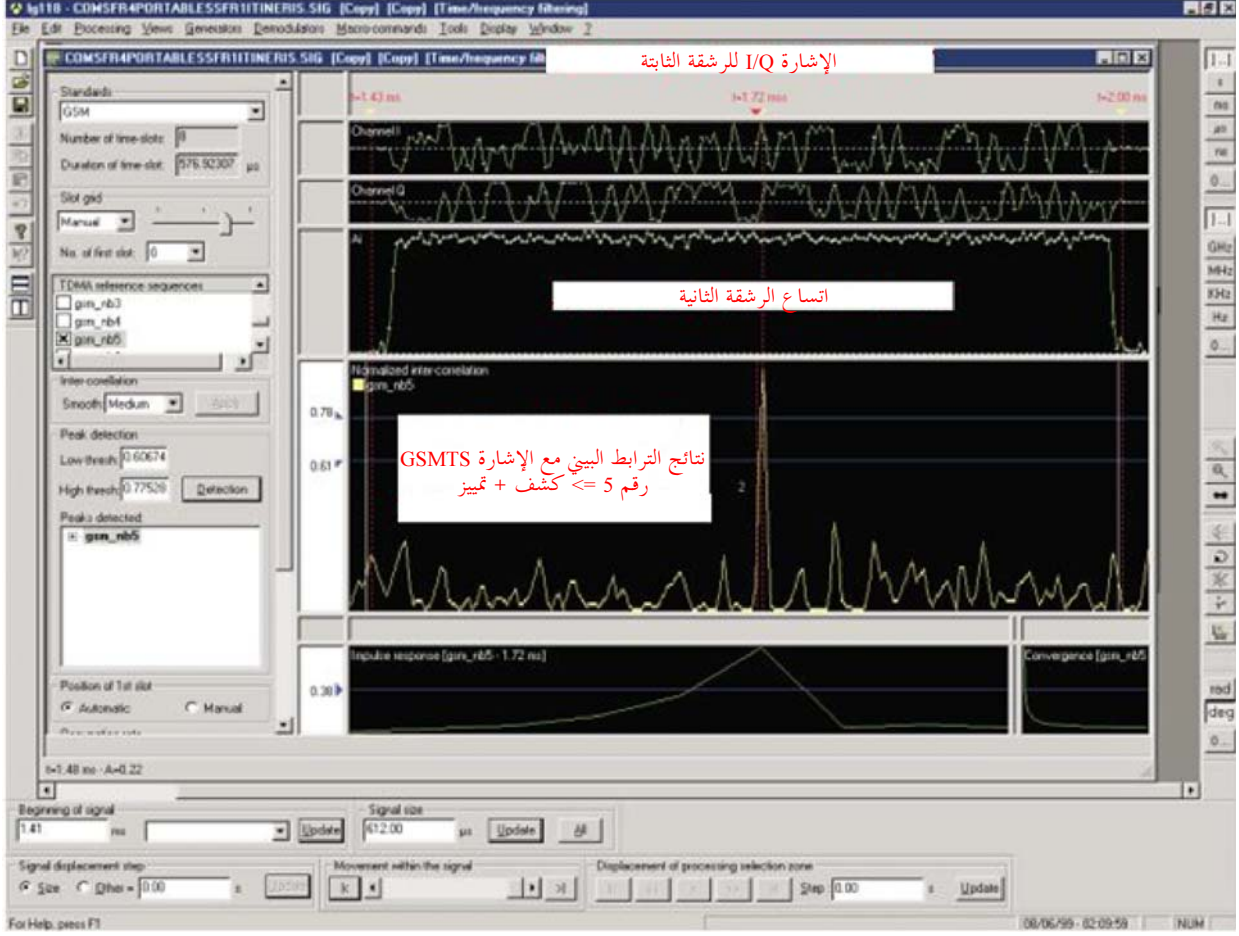 lg118 - COMSFR4PORTABLESSFR1ITINERIS.SIG [Copy] [Copy] [Time/frequency filtering]
File Edit Processing Views Generators Demodulators Macro-commands Tools Display Window ?
COMSFR4PORTABLESSFR1ITINERIS.SIG [Copy] [Copy] [Time/frequency filt
الإشارة I/Q للرشقة الثابتة
Standards
GSM
Number of time-slots: 8
Duration of time-slot: 576.92307 µs
Slot grid
Manual
No. of first slot: 0
TDMA reference sequences
gsm_nb3
gsm_nb4
gsm_nb5
Inter-corellation
Smooth: Medium Apply
Peak detection
Low thresh: 0.60674
High thresh: 0.77528 Detection
Peaks detected
gsm_nb5
Position of 1st slot
Automatic Manual
t=1.43 ms t=1.72 ms t=2.00 ms
Channel I
Channel Q
Ai
اتساع الرشقة الثانية
Normalized inter-correlation
gsm_nb5
0.78
0.61
نتائج الترابط البيني مع الإشارة GSMTS
رقم 5 => كشف + تمييز
2
Impulse response [gsm_nb5 - 1.72 ms]
Convergence [gsm_nb5
0.38
t=1.48 ms - A=0.22
Beginning of signal
1.41 ms Update
Signal size
612.00 µs Update All
Signal displacement step
Size Other = 0.00 s Update
Movement within the signal
Displacement of processing selection zone
Step 0.00 s Update
For Help, press F1
08/06/99 - 02:09:59 NUM
s
ms
µs
ns
0...
GHz
MHz
KHz
Hz
0...
rad
deg
0...